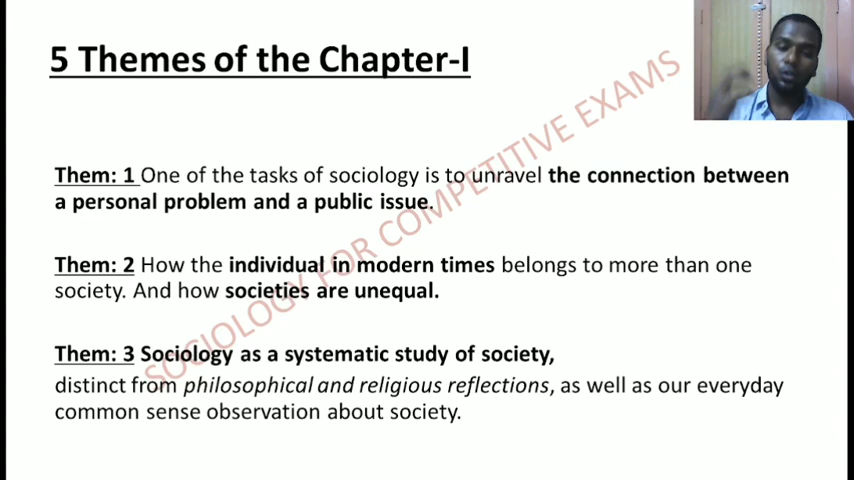 5 Themes of the Chapter-I
Them: 1 One of the tasks of sociology is to unravel the connection between
a personal problem and a public issue.
Them: 2 How the individual in modern times belongs to more than one
society. And how societies are unequal.
Them: 3 Sociology as a systematic study of society,
distinct from philosophical and religious reflections, as well as our everyday
common sense observation about society.
SOCIOLOGY FOR COMPETITIVE EXAMS